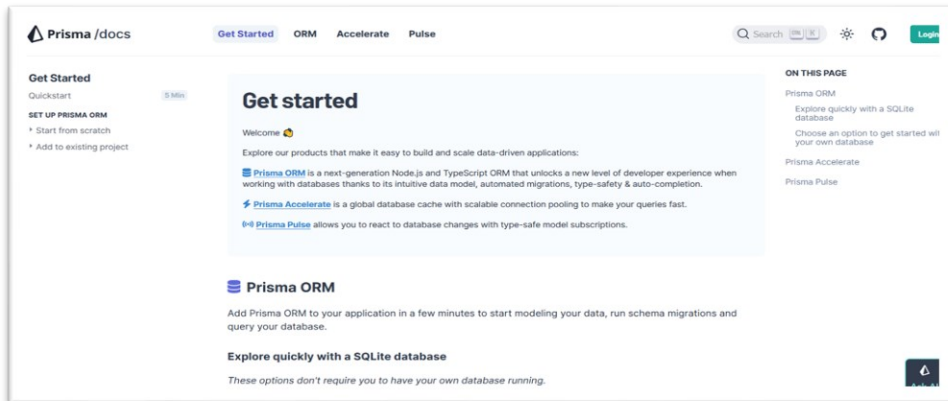 Prisma /docs
Get Started ORM Accelerate Pulse
Search
Login
Get Started
Quickstart 5 Min
SET UP PRISMA ORM
Start from scratch
Add to existing project
Get started
Welcome
Explore our products that make it easy to build and scale data-driven applications:
Prisma ORM is a next-generation Node.js and TypeScript ORM that unlocks a new level of developer experience when
working with databases thanks to its intuitive data model, automated migrations, type-safety & auto-completion.
Prisma Accelerate is a global database cache with scalable connection pooling to make your queries fast.
Prisma Pulse allows you to react to database changes with type-safe model subscriptions.
Prisma ORM
Add Prisma ORM to your application in a few minutes to start modeling your data, run schema migrations and
query your database.
Explore quickly with a SQLite database
These options don't require you to have your own database running.
ON THIS PAGE
Prisma ORM
Explore quickly with a SQLite
database
Choose an option to get started wit
your own database
Prisma Accelerate
Prisma Pulse